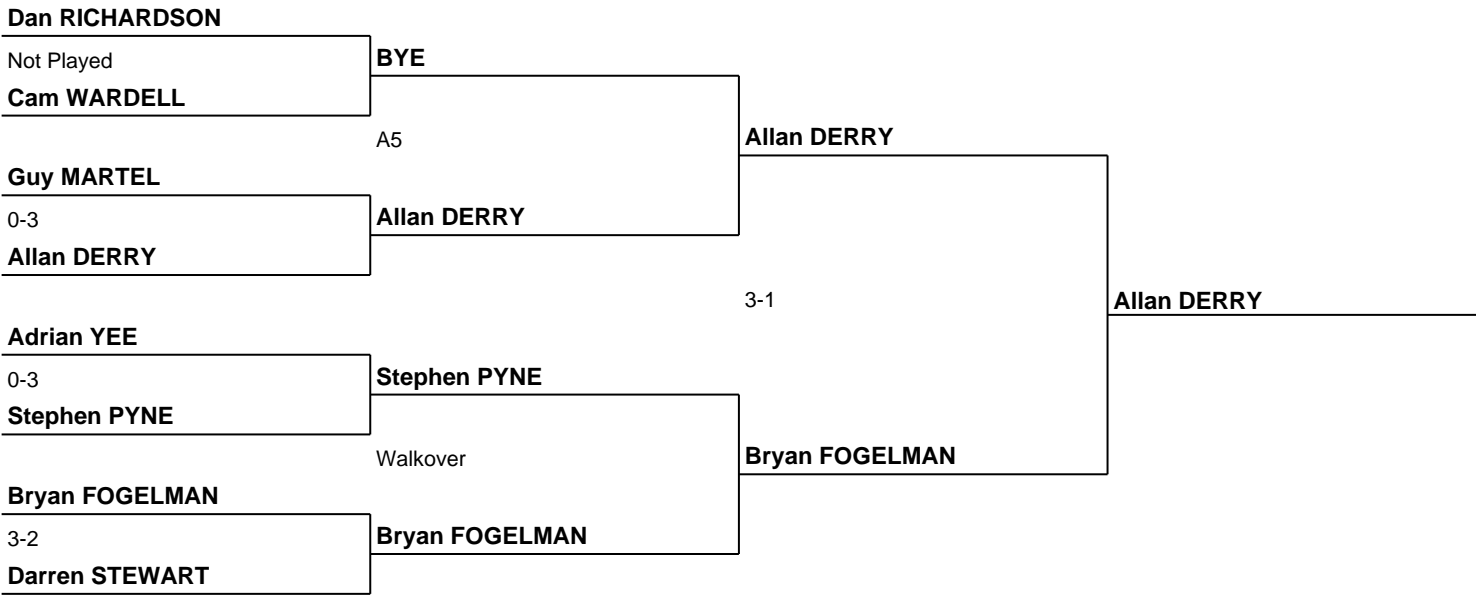 Dan RICHARDSON
Not Played
Cam WARDELL
BYE
A5
Guy MARTEL
0-3
Allan DERRY
Allan DERRY
Allan DERRY
3-1
Allan DERRY
Adrian YEE
0-3
Stephen PYNE
Stephen PYNE
Walkover
Bryan FOGELMAN
Bryan FOGELMAN
3-2
Darren STEWART
Bryan FOGELMAN